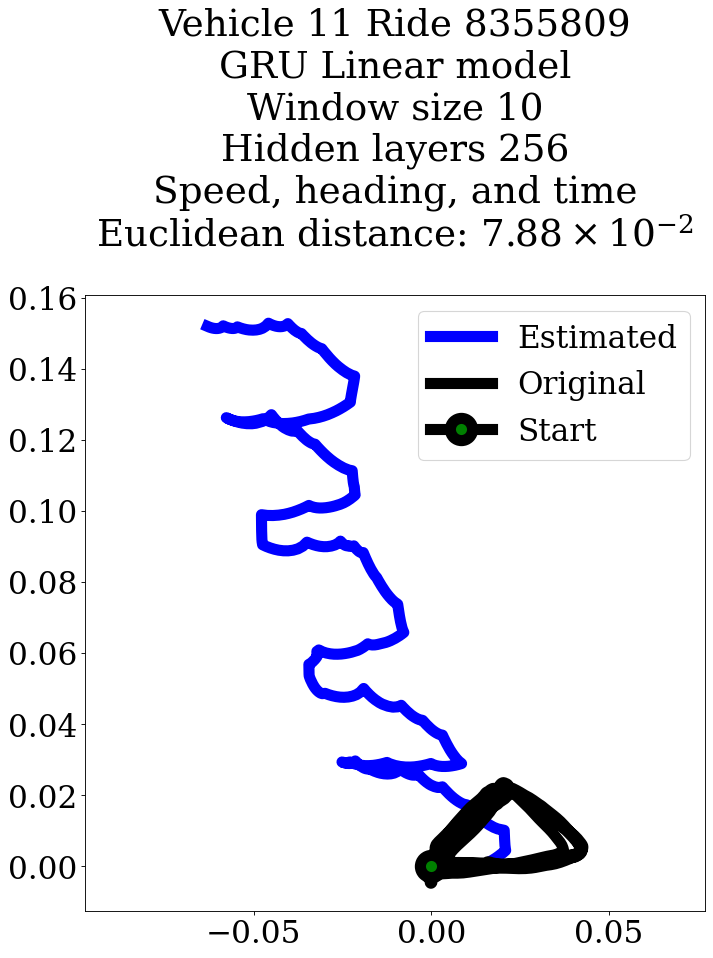 Vehicle 11 Ride 8355809
GRU Linear model
Window size 10
Hidden layers 256
Speed, heading, and time
Euclidean distance: 7.88 × 10⁻²
0.16
0.14
0.12
0.10
0.08
0.06
0.04
0.02
0.00
−0.05 0.00 0.05
Estimated
Original
Start